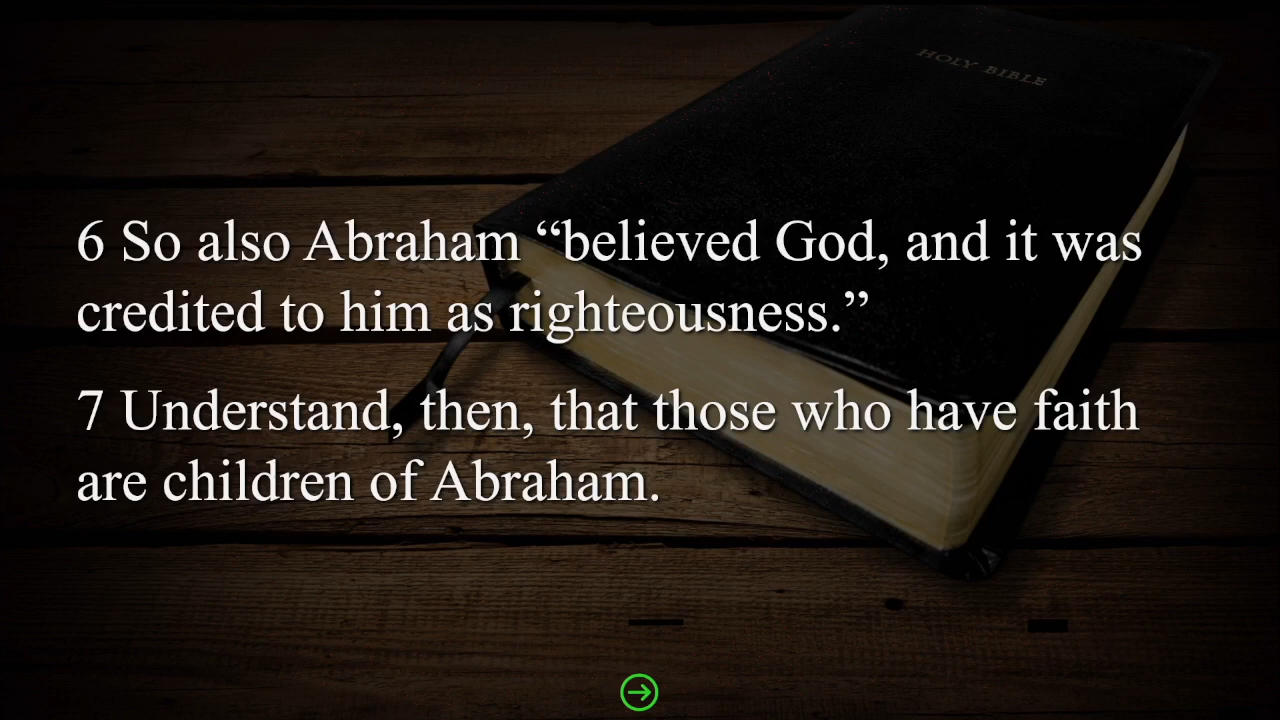 HOLY BIBLE
6 So also Abraham “believed God, and it was
credited to him as righteousness.”
7 Understand, then, that those who have faith
are children of Abraham.